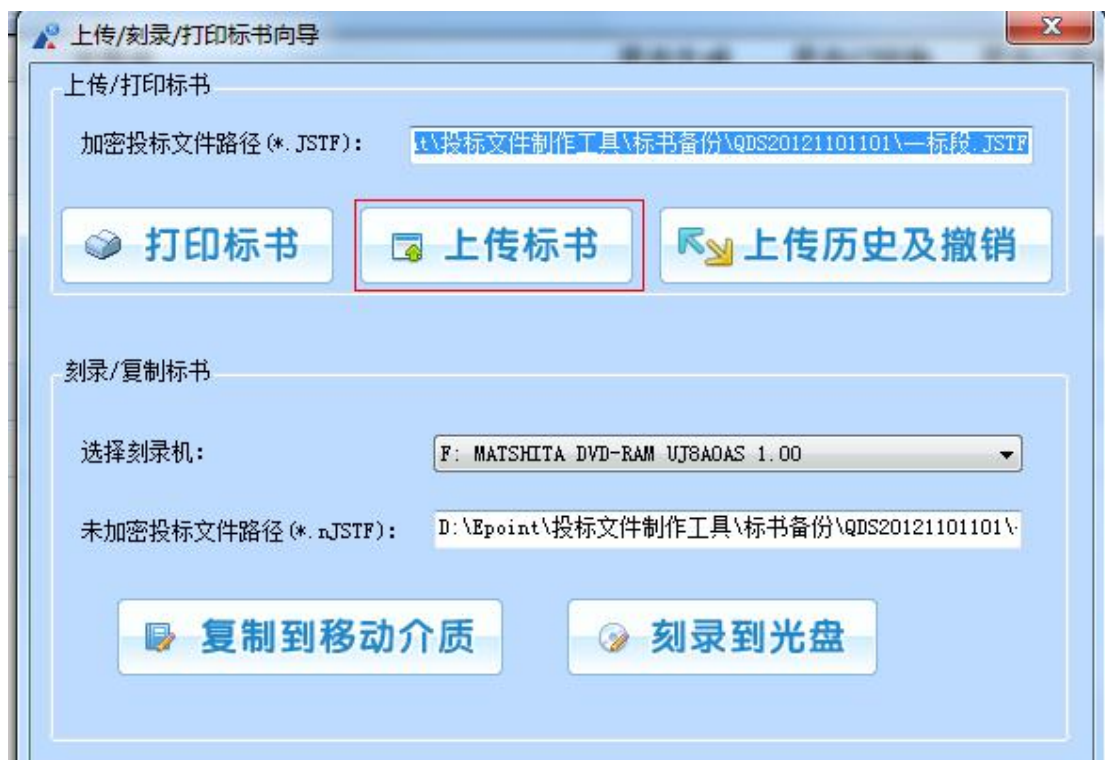 上传/刻录/打印标书向导
上传/打印标书
加密投标文件路径(*.JSTF):
t\投标文件制作工具\标书备份\QDS20121101101\一标段.JSTF
打印标书
上传标书
上传历史及撤销
刻录/复制标书
选择刻录机:
F: MATSHITA DVD-RAM UJ8A0AS 1.00
未加密投标文件路径(*.nJSTF):
D:\Epoint\投标文件制作工具\标书备份\QDS20121101101\
复制到移动介质
刻录到光盘